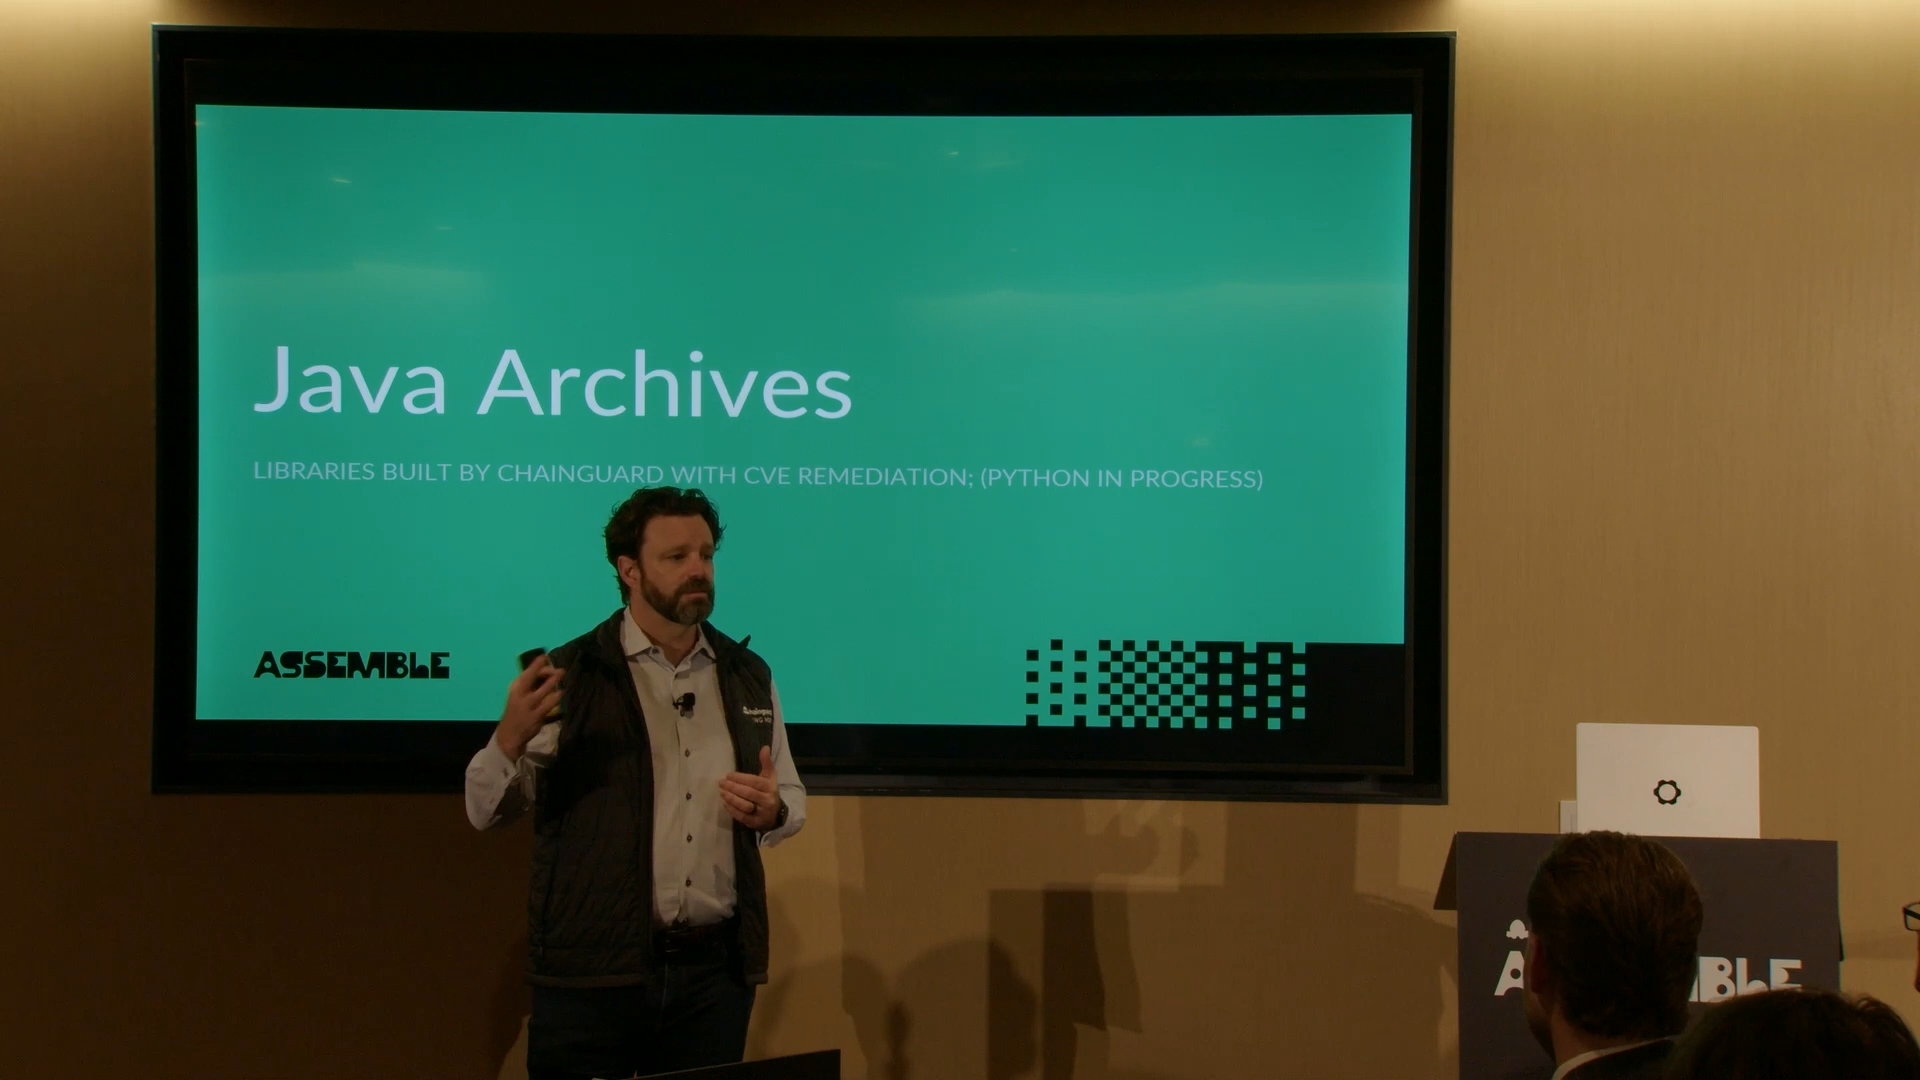 Java Archives
LIBRARIES BUILT BY CHAINGUARD WITH CVE REMEDIATION; (PYTHON IN PROGRESS)
ASSEMBLE